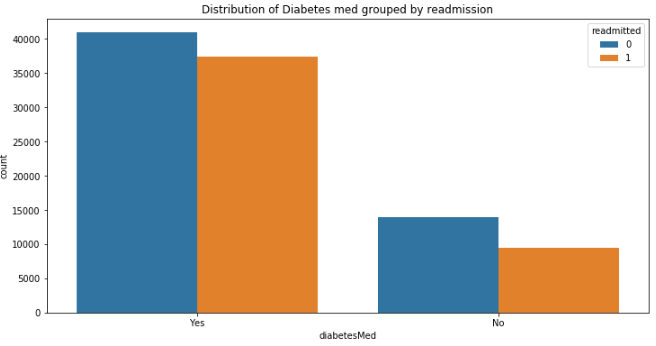 Distribution of Diabetes med grouped by readmission
readmitted
0
1
40000
35000
30000
25000
20000
15000
10000
5000
0
count
Yes
No
diabetesMed